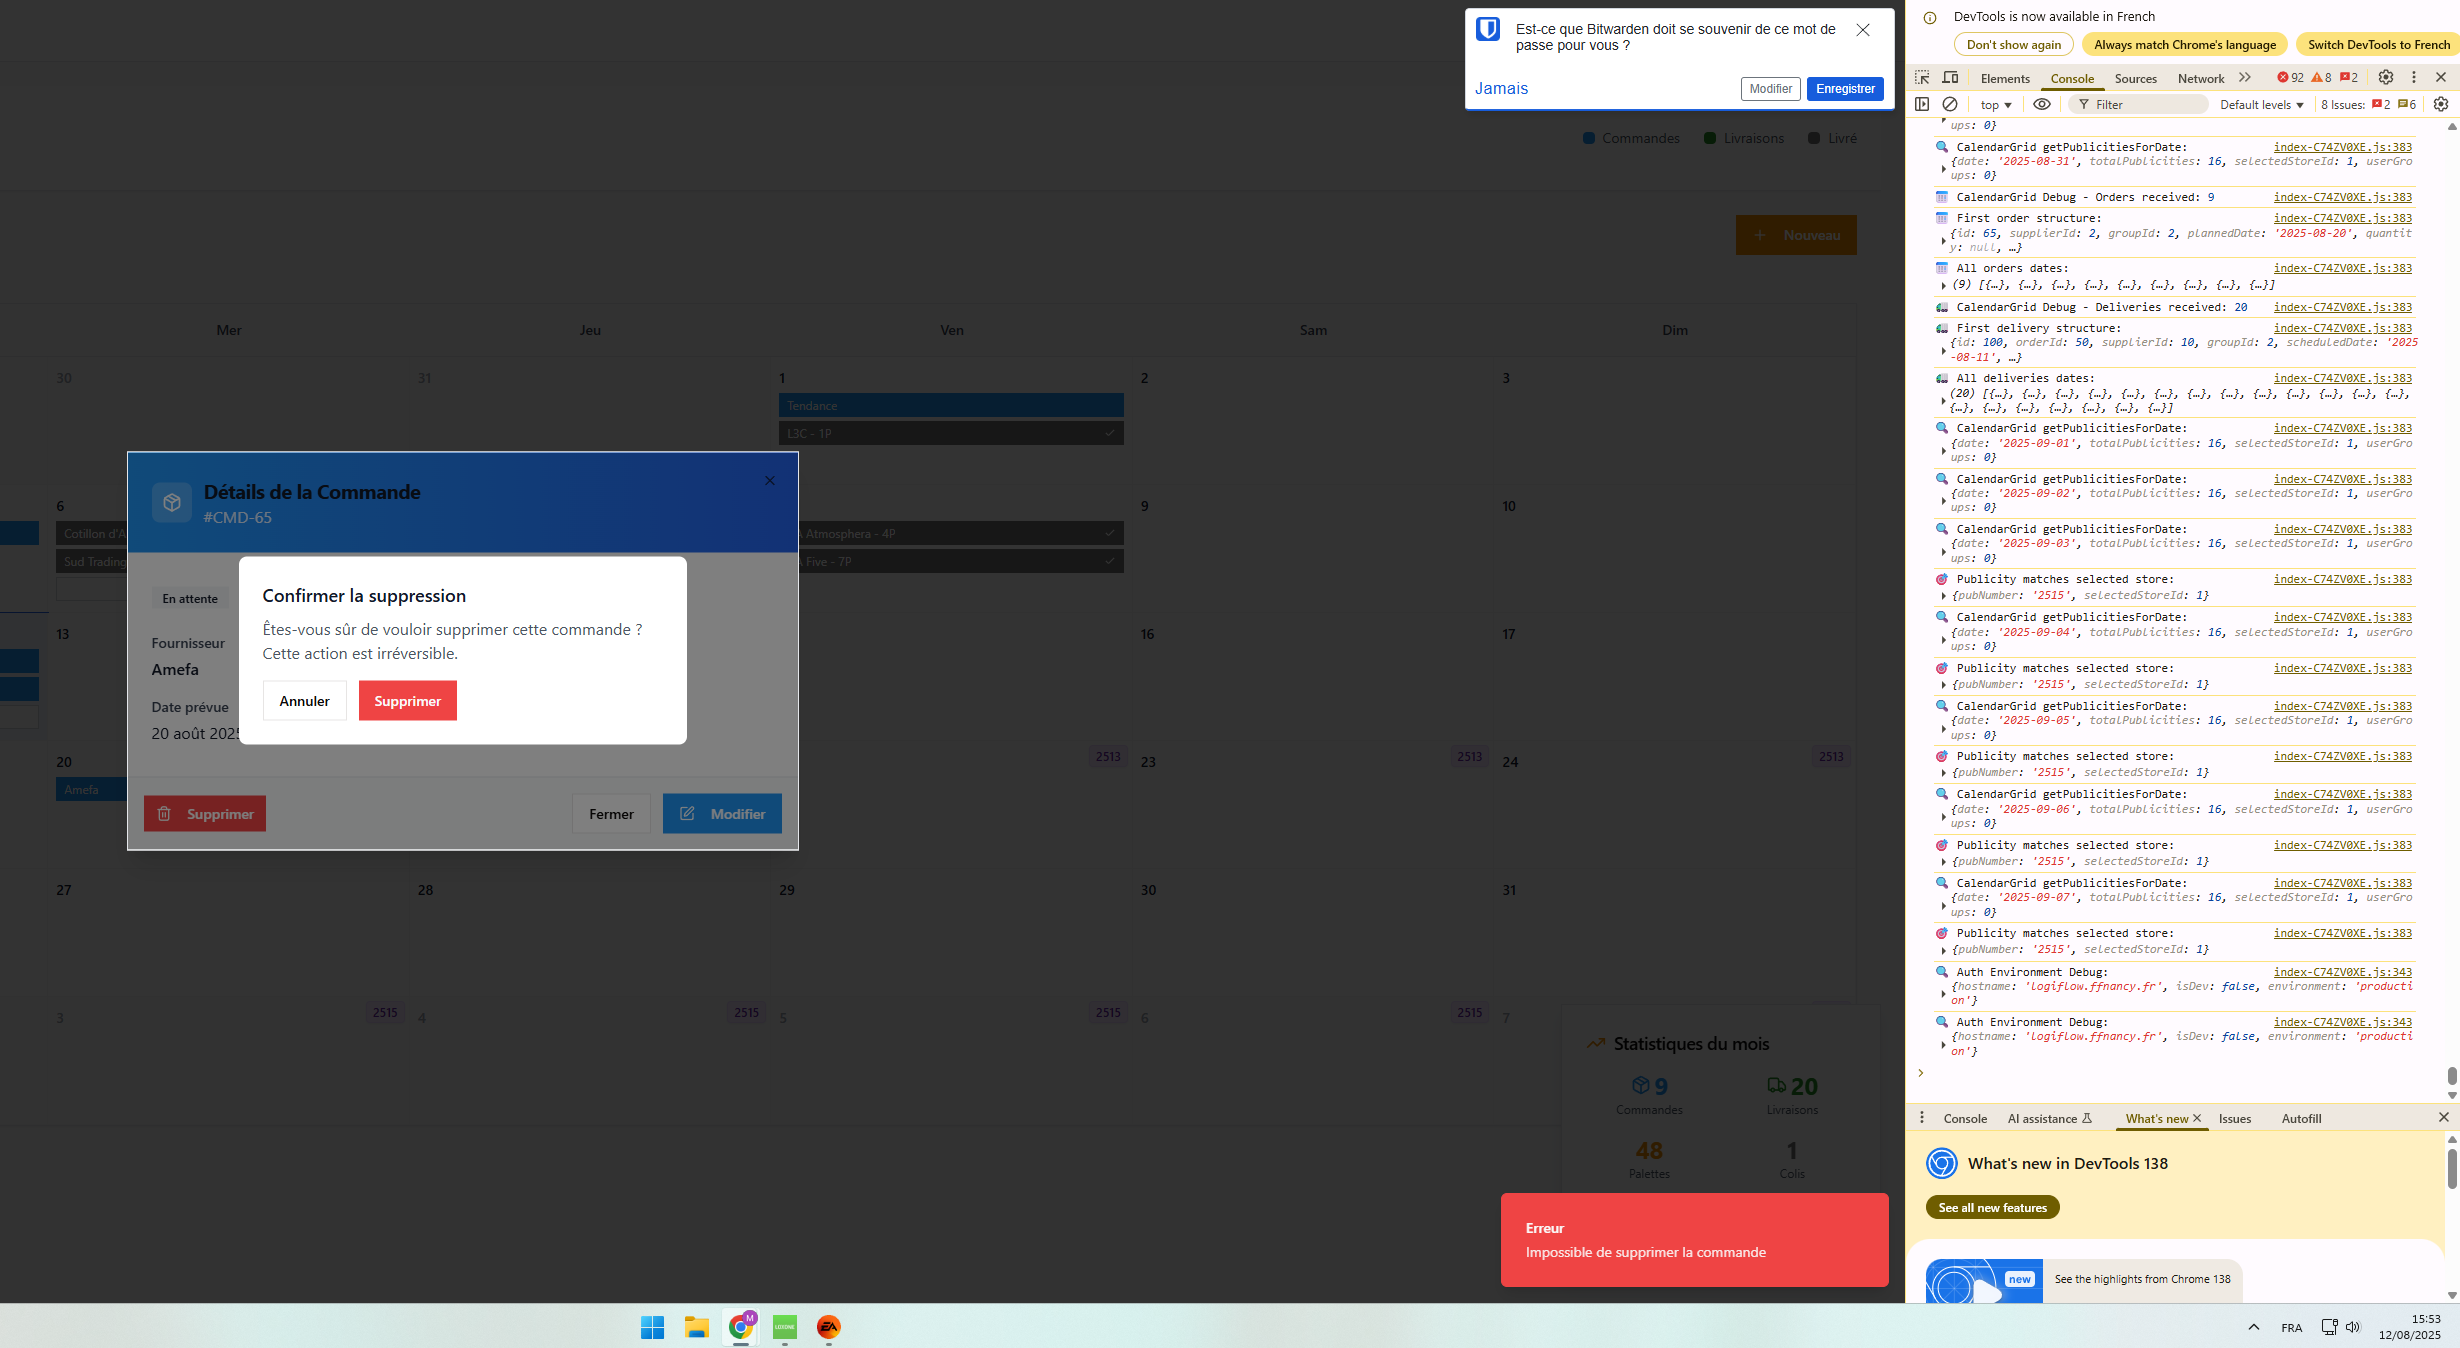 Est-ce que Bitwarden doit se souvenir de ce mot de
passe pour vous ?
Jamais
Modifier
Enregistrer
Commandes
Livraisons
Livré
+ Nouveau
Mer
Jeu
Ven
Sam
Dim
30
31
1
2
3
Tendance
L3C - 1P
6
9
10
Cotillon d'A
Sud Trading
Atmosphera - 4P
Five - 7P
13
16
17
20
2513
23
2513
24
2513
Amefa
27
28
29
30
31
3
2515
4
2515
5
2515
6
2515
7
Détails de la Commande
#CMD-65
En attente
Fournisseur
Amefa
Date prévue
20 août 2025
Supprimer
Fermer
Modifier
Confirmer la suppression
Êtes-vous sûr de vouloir supprimer cette commande ?
Cette action est irréversible.
Annuler
Supprimer
Statistiques du mois
9
Commandes
20
Livraisons
48
Palettes
1
Colis
Erreur
Impossible de supprimer la commande
DevTools is now available in French
Don't show again
Always match Chrome's language
Switch DevTools to French
Elements
Console
Sources
Network
92
8
2
top
Filter
Default levels
8 Issues:
2
6
ups: 0}
CalendarGrid getPublicitiesForDate: index-C74ZV0XE.js:383
{date: '2025-08-31', totalPublicities: 16, selectedStoreId: 1, userGro
ups: 0}
CalendarGrid Debug - Orders received: 9 index-C74ZV0XE.js:383
First order structure: index-C74ZV0XE.js:383
{id: 65, supplierId: 2, groupId: 2, plannedDate: '2025-08-20', quantit
y: null, …}
All orders dates: index-C74ZV0XE.js:383
(9) [{…}, {…}, {…}, {…}, {…}, {…}, {…}, {…}, {…}]
CalendarGrid Debug - Deliveries received: 20 index-C74ZV0XE.js:383
First delivery structure: index-C74ZV0XE.js:383
{id: 100, orderId: 50, supplierId: 10, groupId: 2, scheduledDate: '2025
-08-11', …}
All deliveries dates: index-C74ZV0XE.js:383
(20) [{…}, {…}, {…}, {…}, {…}, {…}, {…}, {…}, {…}, {…}, {…}, {…}, {…},
{…}, {…}, {…}, {…}, {…}, {…}, {…}]
CalendarGrid getPublicitiesForDate: index-C74ZV0XE.js:383
{date: '2025-09-01', totalPublicities: 16, selectedStoreId: 1, userGro
ups: 0}
CalendarGrid getPublicitiesForDate: index-C74ZV0XE.js:383
{date: '2025-09-02', totalPublicities: 16, selectedStoreId: 1, userGro
ups: 0}
CalendarGrid getPublicitiesForDate: index-C74ZV0XE.js:383
{date: '2025-09-03', totalPublicities: 16, selectedStoreId: 1, userGro
ups: 0}
Publicity matches selected store: index-C74ZV0XE.js:383
{pubNumber: '2515', selectedStoreId: 1}
CalendarGrid getPublicitiesForDate: index-C74ZV0XE.js:383
{date: '2025-09-04', totalPublicities: 16, selectedStoreId: 1, userGro
ups: 0}
Publicity matches selected store: index-C74ZV0XE.js:383
{pubNumber: '2515', selectedStoreId: 1}
CalendarGrid getPublicitiesForDate: index-C74ZV0XE.js:383
{date: '2025-09-05', totalPublicities: 16, selectedStoreId: 1, userGro
ups: 0}
Publicity matches selected store: index-C74ZV0XE.js:383
{pubNumber: '2515', selectedStoreId: 1}
CalendarGrid getPublicitiesForDate: index-C74ZV0XE.js:383
{date: '2025-09-06', totalPublicities: 16, selectedStoreId: 1, userGro
ups: 0}
Publicity matches selected store: index-C74ZV0XE.js:383
{pubNumber: '2515', selectedStoreId: 1}
CalendarGrid getPublicitiesForDate: index-C74ZV0XE.js:383
{date: '2025-09-07', totalPublicities: 16, selectedStoreId: 1, userGro
ups: 0}
Publicity matches selected store: index-C74ZV0XE.js:383
{pubNumber: '2515', selectedStoreId: 1}
Auth Environment Debug: index-C74ZV0XE.js:343
{hostname: 'logiflow.ffnancy.fr', isDev: false, environment: 'producti
on'}
Auth Environment Debug: index-C74ZV0XE.js:343
{hostname: 'logiflow.ffnancy.fr', isDev: false, environment: 'producti
on'}
Console
AI assistance
What's new
Issues
Autofill
What's new in DevTools 138
See all new features
new
See the highlights from Chrome 138
M
LOXONE
EA
FRA
15:53
12/08/2025